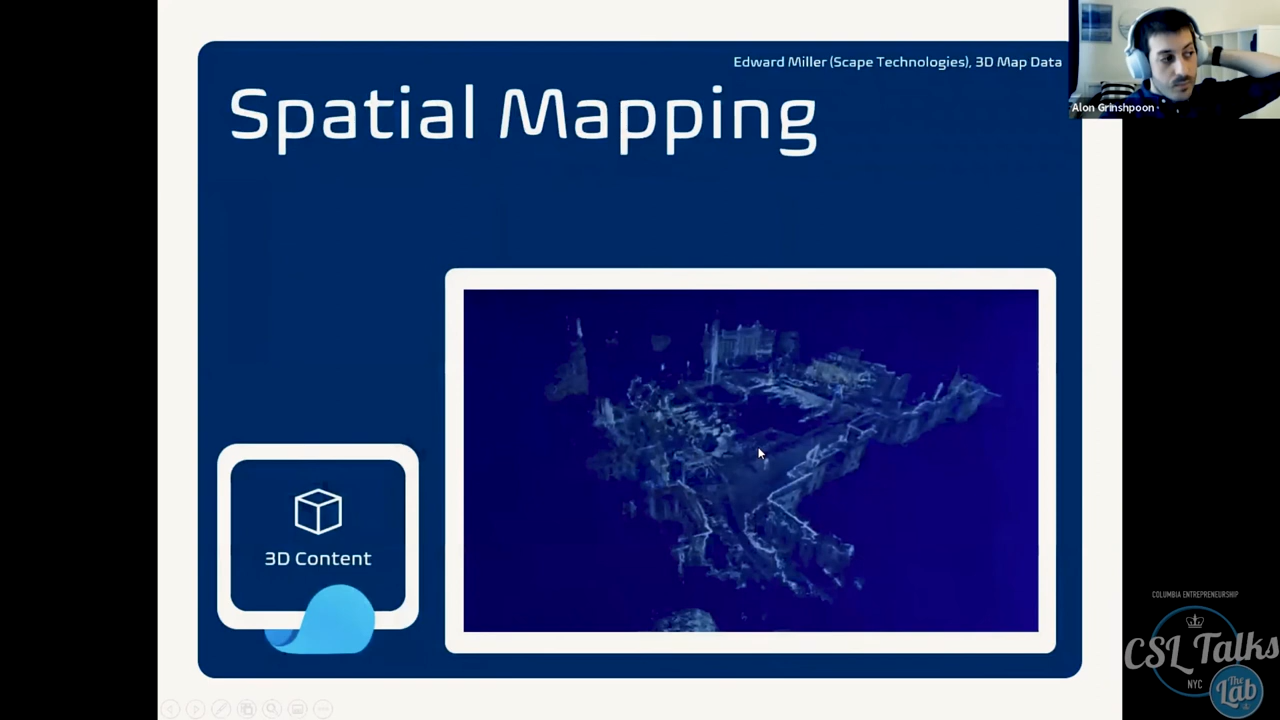 Edward Miller (Scape Technologies), 3D Map Data
Spatial Mapping
Alon Grinshpoon
3D Content
COLUMBIA ENTREPRENEURSHIP
CSL Talks
NYC
The
Lab